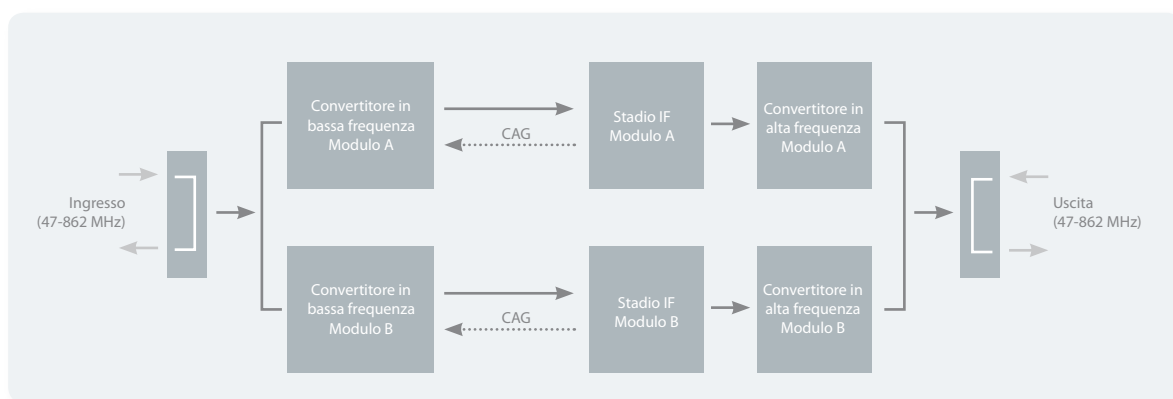 Ingresso
(47-862 MHz)
Convertitore in
bassa frequenza
Modulo A
CAG
Stadio IF
Modulo A
Convertitore in
alta frequenza
Modulo A
Convertitore in
bassa frequenza
Modulo B
CAG
Stadio IF
Modulo B
Convertitore in
alta frequenza
Modulo B
Uscita
(47-862 MHz)